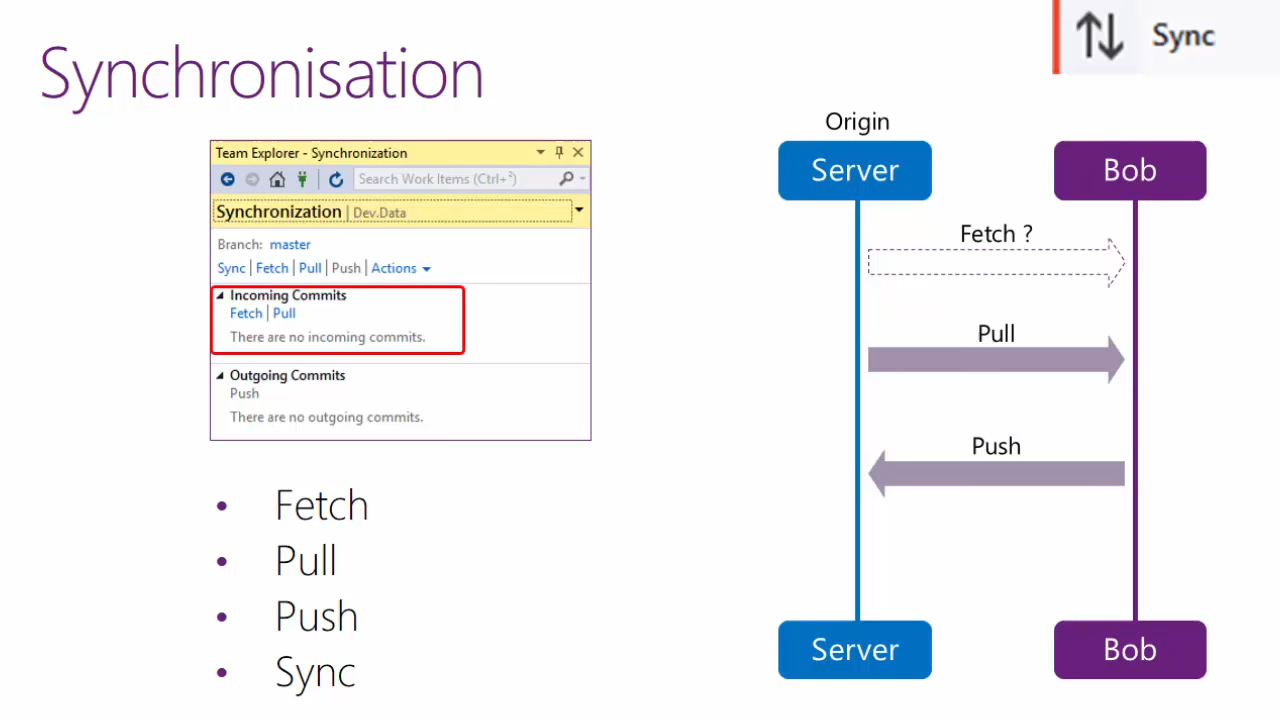 Synchronisation
Sync
Team Explorer - Synchronization
Search Work Items (Ctrl+²)
Synchronization | Dev.Data
Branch: master
Sync | Fetch | Pull | Push | Actions
Incoming Commits
Fetch | Pull
There are no incoming commits.
Outgoing Commits
Push
There are no outgoing commits.
• Fetch
• Pull
• Push
• Sync
Origin
Server
Bob
Fetch ?
Pull
Push
Server
Bob